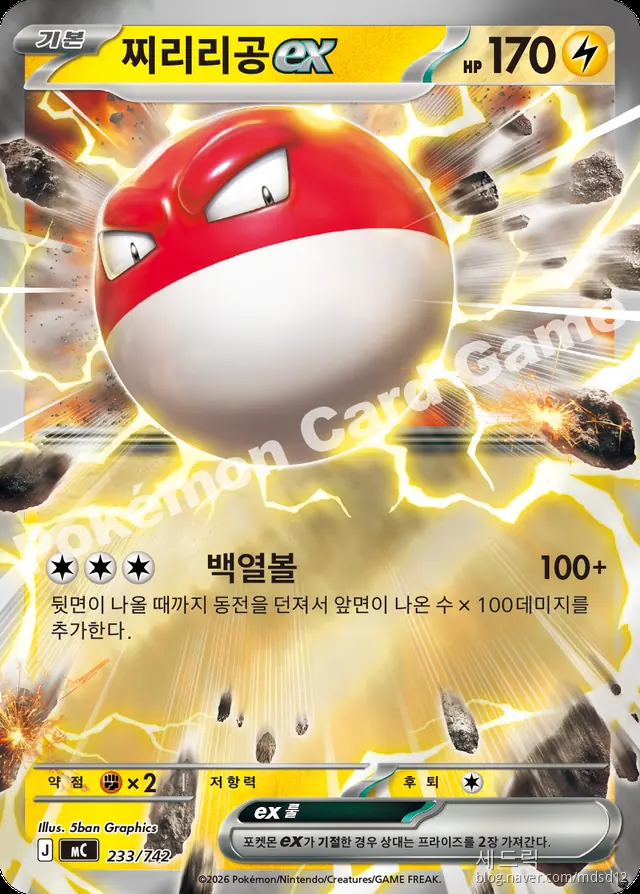 기본 찌리리공ex HP 170
Pokémon Card Game
백열볼 100+
뒷면이 나올 때까지 동전을 던져서 앞면이 나온 수 × 100데미지를
추가한다.
약점 ×2 저항력 후퇴
ex룰
포켓몬 ex가 기절한 경우 상대는 프라이즈를 2장 가져간다.
Illus. 5ban Graphics
J MC 233/742
©2026 Pokémon/Nintendo/Creatures/GAME FREAK.
세드릭
blog.naver.com/mdsd12